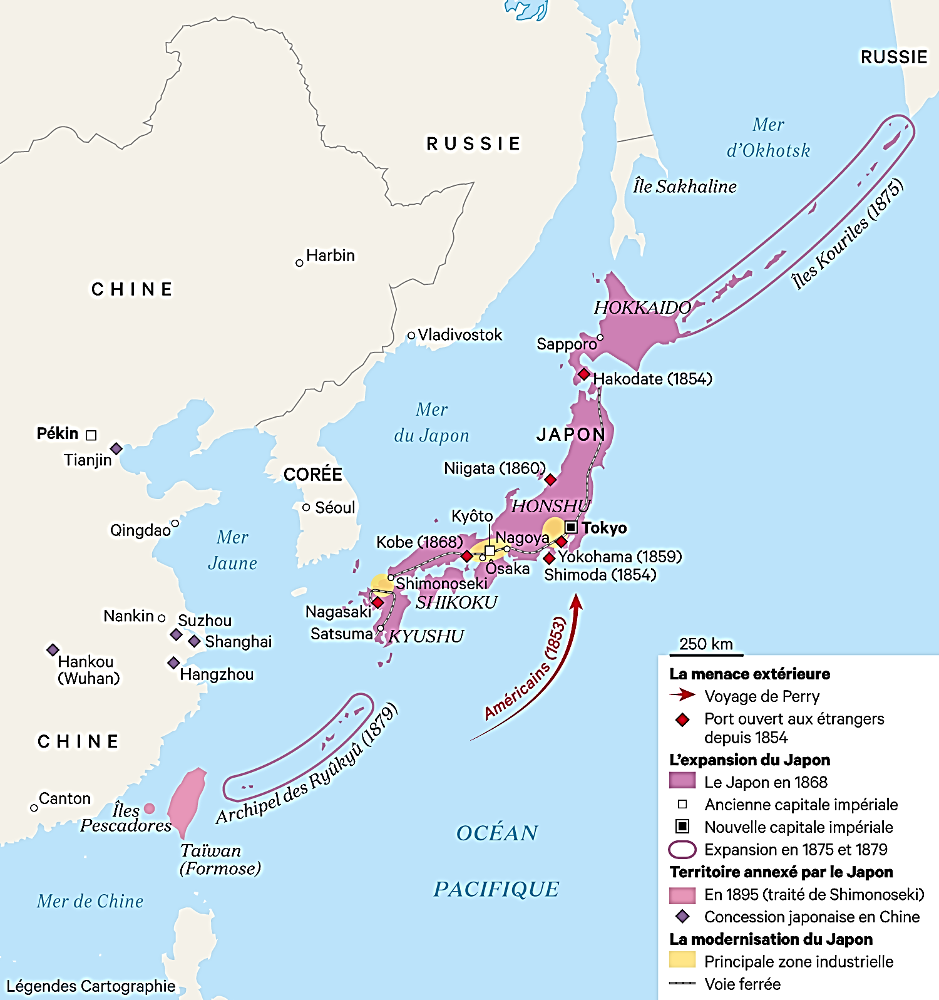 RUSSIE
Mer
d'Okhotsk
RUSSIE
Île Sakhaline
Îles Kouriles (1875)
Harbin
CHINE
HOKKAIDO
Vladivostok
Sapporo
Hakodate (1854)
Mer
du Japon
Pékin
Tianjin
JAPON
CORÉE
Niigata (1860)
Séoul
HONSHU
Kyôto
Tokyo
Qingdao
Mer
Jaune
Kobe (1868)
Nagoya
Yokohama (1859)
Ôsaka
Shimoda (1854)
Shimonoseki
SHIKOKU
Nagasaki
Satsuma
KYUSHU
Nankin
Suzhou
Shanghai
Hankou
(Wuhan)
Hangzhou
Américains (1853)
Archipel des Ryûkyû (1879)
CHINE
Canton
Îles
Pescadores
Taïwan
(Formose)
OCÉAN
PACIFIQUE
Mer de Chine
250 km
La menace extérieure
Voyage de Perry
Port ouvert aux étrangers
depuis 1854
L'expansion du Japon
Le Japon en 1868
Ancienne capitale impériale
Nouvelle capitale impériale
Expansion en 1875 et 1879
Territoire annexé par le Japon
En 1895 (traité de Shimonoseki)
Concession japonaise en Chine
La modernisation du Japon
Principale zone industrielle
Voie ferrée
Légendes Cartographie